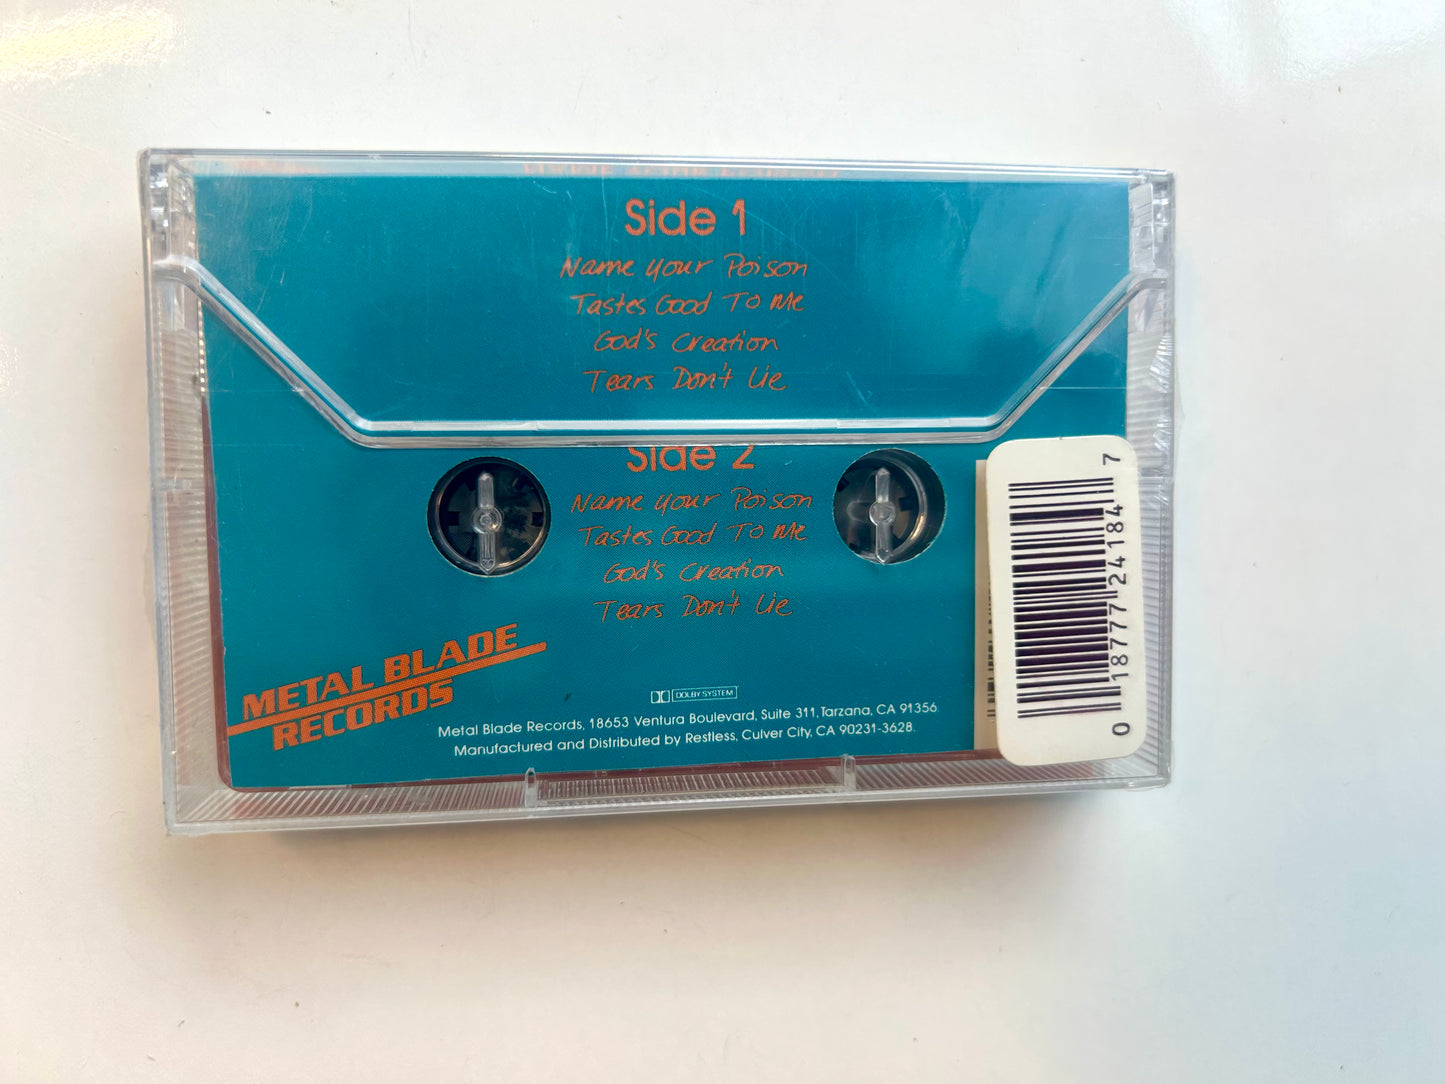 Side 1
Name Your Poison
Tastes Good To Me
God's Creation
Tears Don't Lie
Side 2
Name Your Poison
Tastes Good To Me
God's Creation
Tears Don't Lie
METAL BLADE
RECORDS
DOLBY SYSTEM
Metal Blade Records, 18653 Ventura Boulevard, Suite 311, Tarzana, CA 91356
Manufactured and Distributed by Restless, Culver City, CA 90231-3628.
0 18777 24184 7